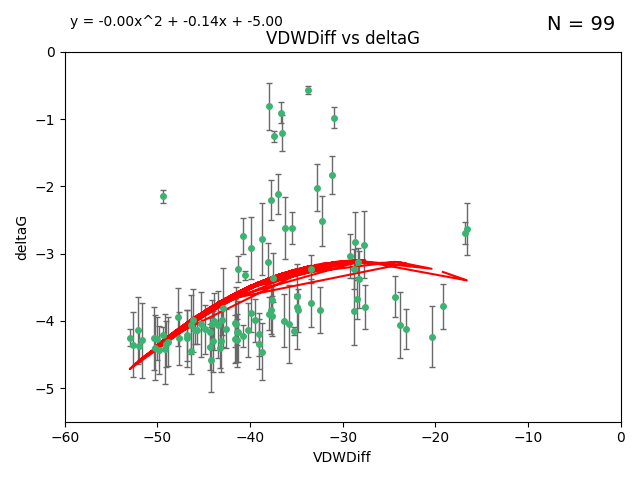 y = -0.00x^2 + -0.14x + -5.00
N = 99
VDWDiff vs deltaG
0
−1
−2
−3
−4
−5
deltaG
−60 −50 −40 −30 −20 −10 0
VDWDiff